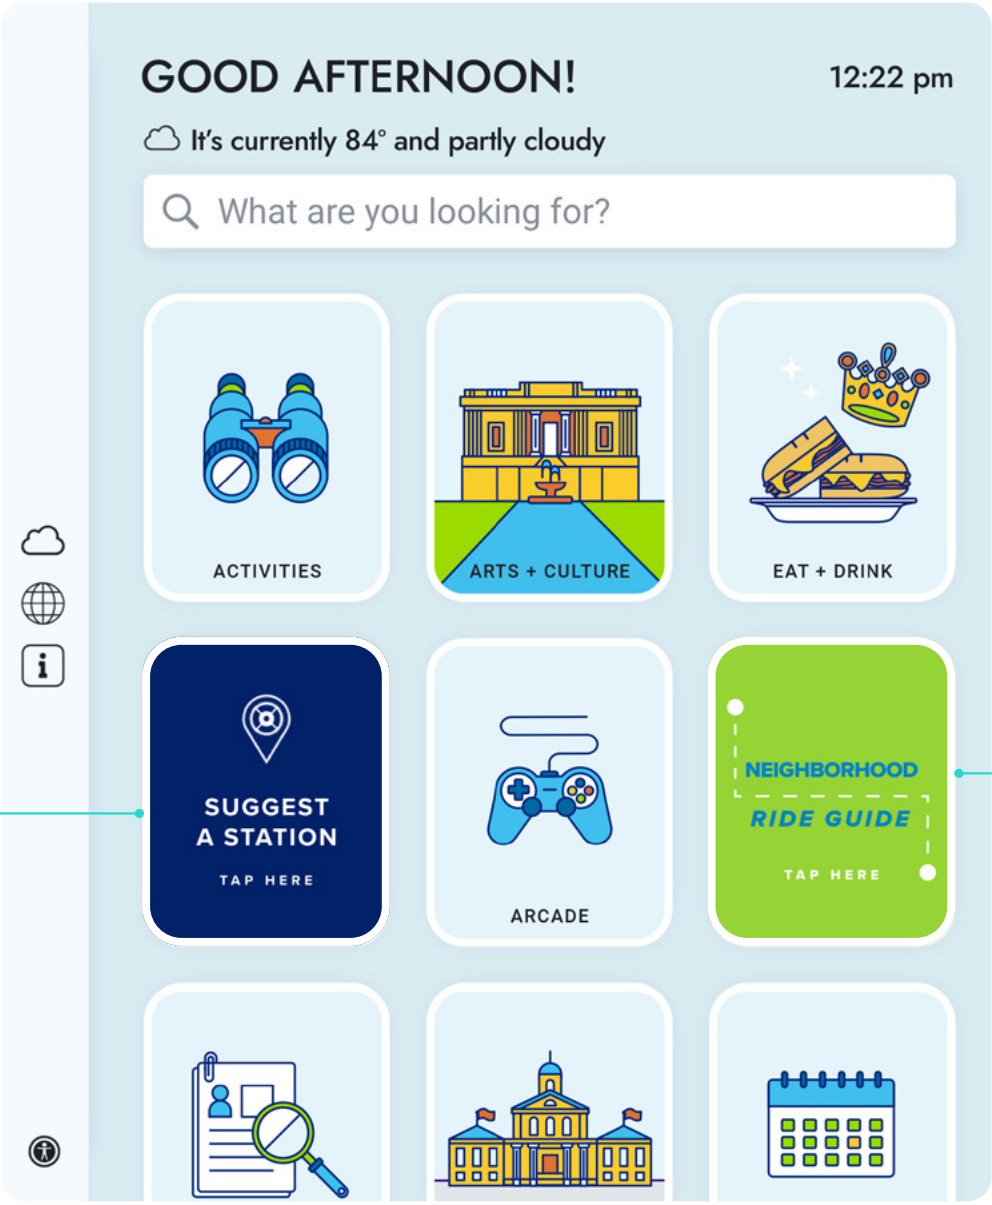 GOOD AFTERNOON!
12:22 pm
It's currently 84° and partly cloudy
What are you looking for?
ACTIVITIES
ARTS + CULTURE
EAT + DRINK
SUGGEST
A STATION
TAP HERE
ARCADE
NEIGHBORHOOD
RIDE GUIDE
TAP HERE
i